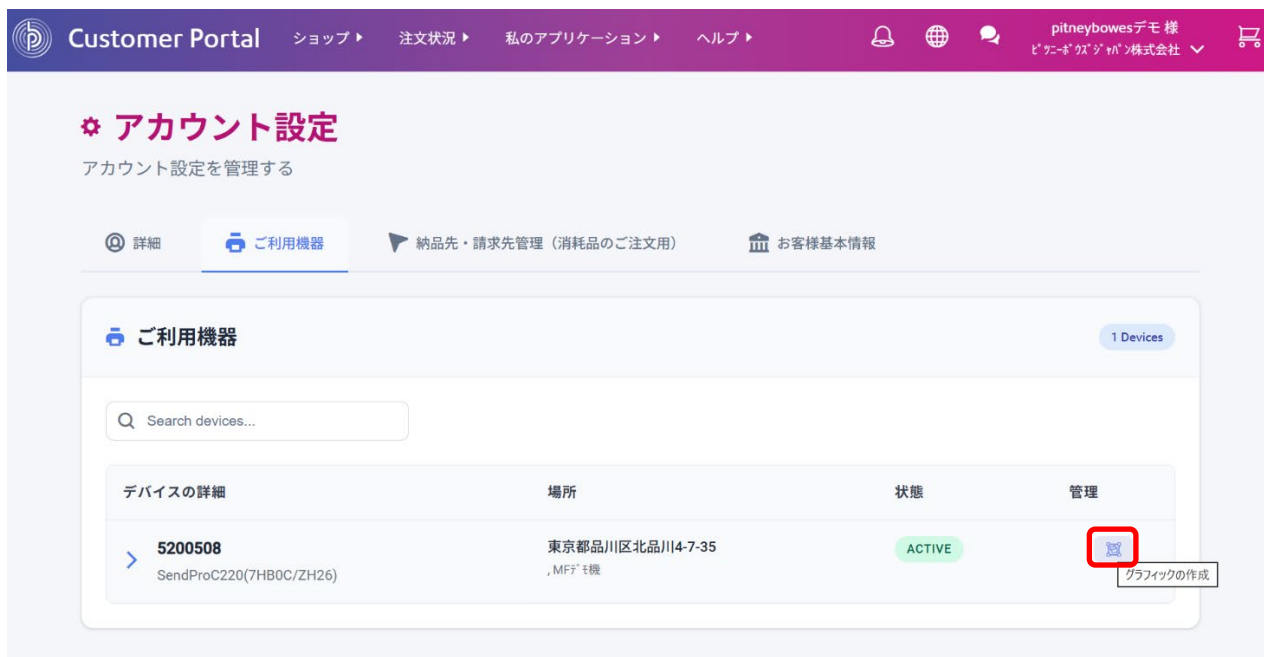 Customer Portal ショップ 注文状況 私のアプリケーション ヘルプ pitneybowesデモ 様
ﾋﾟﾂﾆｰﾎﾞｳｽﾞｼﾞｬﾊﾟﾝ株式会社
アカウント設定
アカウント設定を管理する
詳細 ご利用機器 納品先・請求先管理（消耗品のご注文用） お客様基本情報
ご利用機器 1 Devices
Search devices...
デバイスの詳細 場所 状態 管理
5200508 東京都品川区北品川4-7-35 ACTIVE
SendProC220(7HB0C/ZH26) , MFﾃﾞﾓ機
グラフィックの作成